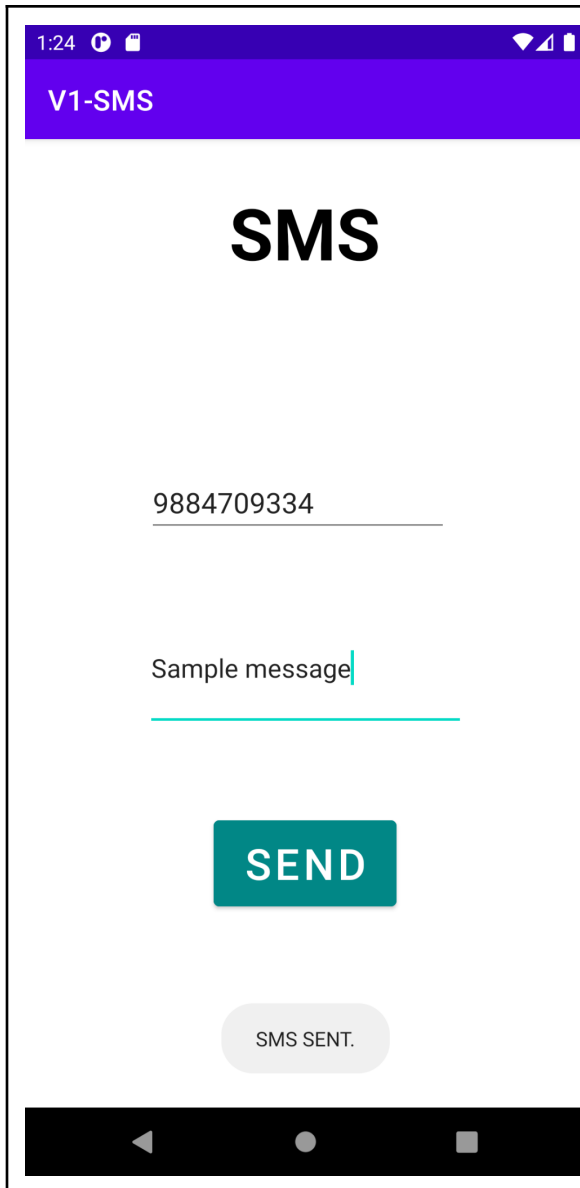 1:24
V1-SMS
SMS
9884709334
Sample message
SEND
SMS SENT.